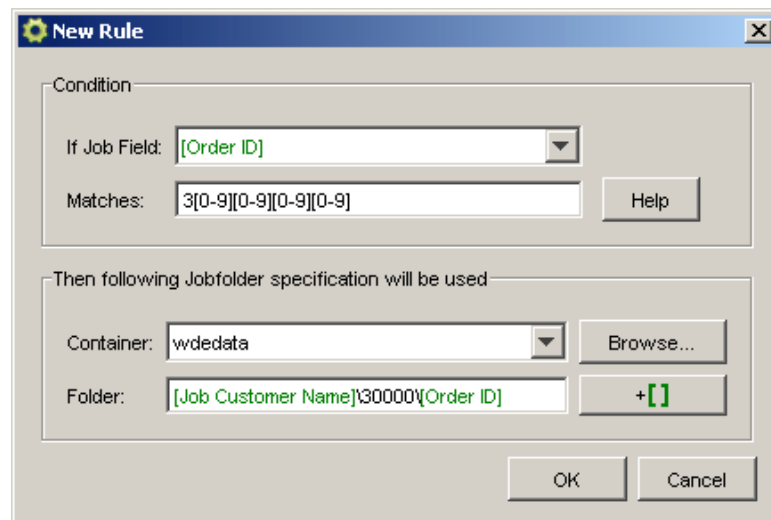 New Rule
Condition
If Job Field: [Order ID]
Matches: 3[0-9][0-9][0-9][0-9] Help
Then following Jobfolder specification will be used
Container: wdedata Browse...
Folder: [Job Customer Name]\30000\[Order ID] +[]
OK Cancel